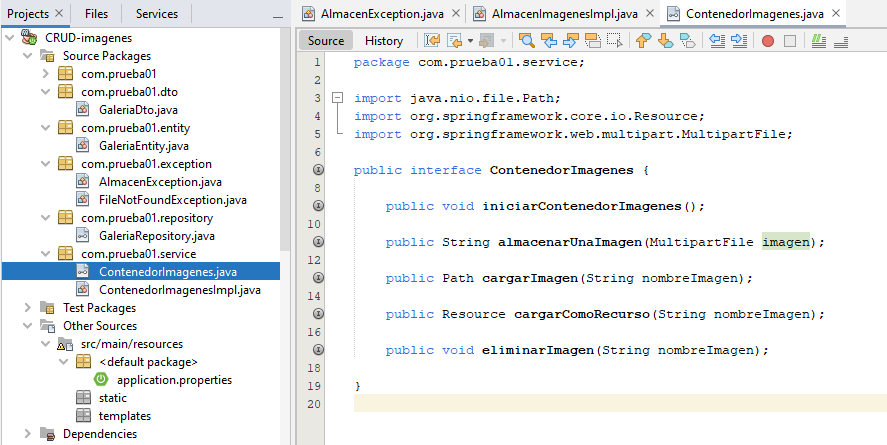 Projects
Files
Services
CRUD-imagenes
Source Packages
com.prueba01
com.prueba01.dto
GaleriaDto.java
com.prueba01.entity
GaleriaEntity.java
com.prueba01.exception
AlmacenException.java
FileNotFoundException.java
com.prueba01.repository
GaleriaRepository.java
com.prueba01.service
ContenedorImagenes.java
ContenedorImagenesImpl.java
Test Packages
Other Sources
src/main/resources
<default package>
application.properties
static
templates
Dependencies
AlmacenException.java
AlmacenImagenesImpl.java
ContenedorImagenes.java
Source
History
1 package com.prueba01.service;
2
3 import java.nio.file.Path;
4 import org.springframework.core.io.Resource;
5 import org.springframework.web.multipart.MultipartFile;
6
public interface ContenedorImagenes {
8
public void iniciarContenedorImagenes();
10
public String almacenarUnaImagen(MultipartFile imagen);
12
public Path cargarImagen(String nombreImagen);
14
public Resource cargarComoRecurso(String nombreImagen);
16
public void eliminarImagen(String nombreImagen);
18
19 }
20